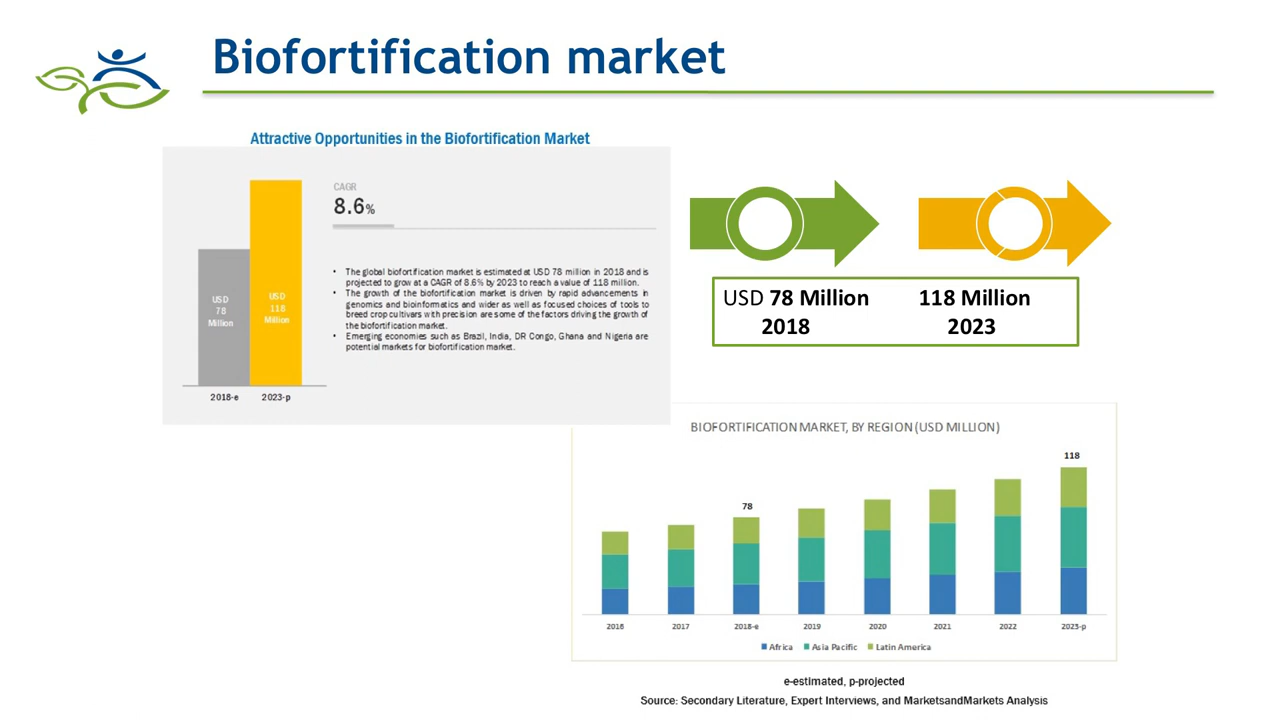 Biofortification market
Attractive Opportunities in the Biofortification Market
CAGR
8.6%
• The global biofortification market is estimated at USD 78 million in 2018 and is
projected to grow at a CAGR of 8.6% by 2023 to reach a value of 118 million.
• The growth of the biofortification market is driven by rapid advancements in
genomics and bioinformatics and wider as well as focused choices of tools to
breed crop cultivars with precision are some of the factors driving the growth of
the biofortification market.
• Emerging economies such as Brazil, India, DR Congo, Ghana and Nigeria are
potential markets for biofortification market.
USD
78
Million
USD
118
Million
2018-e 2023-p
USD 78 Million 118 Million
2018 2023
BIOFORTIFICATION MARKET, BY REGION (USD MILLION)
118
78
2016 2017 2018-e 2019 2020 2021 2022 2023-p
Africa Asia Pacific Latin America
e-estimated, p-projected
Source: Secondary Literature, Expert Interviews, and MarketsandMarkets Analysis